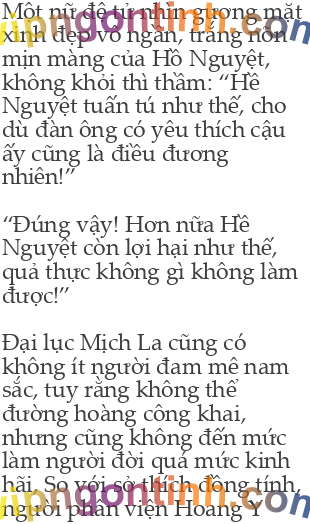 Một nữ đệ tử nhìn gương mặt
xinh đẹp vô ngần, trắng nõn
mịn màng của Hồ Nguyệt,
không khỏi thì thầm: “Hề
Nguyệt tuấn tú như thế, cho
dù đàn ông có yêu thích cậu
ấy cũng là điều đương
nhiên!”
“Đúng vậy! Hơn nữa Hề
Nguyệt còn lợi hại như thế,
quả thực không gì không làm
được!”
Đại lục Mịch La cũng có
không ít người đam mê nam
sắc, tuy rằng không thể
đường hoàng công khai,
nhưng cũng không đến mức
làm người đời quá mức kinh
hãi. So với sở thích đồng tính,
người phân viện Hoàng Y
vupngontinh.com
vupngontinh.com